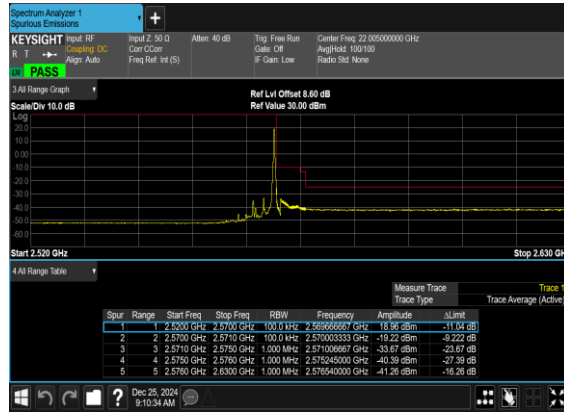 Spectrum Analyzer 1
Spurious Emissions
+
KEYSIGHT Input: RF Input Z: 50 Ω Atten: 40 dB Trig: Free Run Center Freq: 22.005000000 GHz
R T Coupling: DC Corr CCorr Gate: Off Avg|Hold: 100/100
Align: Auto Freq Ref: Int (S) IF Gain: Low Radio Std: None
PASS
3 All Range Graph
Ref Lvl Offset 8.60 dB
Scale/Div 10.0 dB Ref Value 30.00 dBm
Log
20.0
10.0
0.00
-10.0
-20.0
-30.0
-40.0
-50.0
-60.0
Start 2.520 GHz Stop 2.630 GH
4 All Range Table
Measure Trace Trace 1
Trace Type Trace Average (Active)
Spur Range Start Freq Stop Freq RBW Frequency Amplitude ΔLimit
1 1 2.5200 GHz 2.5700 GHz 100.0 kHz 2.569666667 GHz 18.96 dBm -11.04 dB
2 2 2.5700 GHz 2.5710 GHz 100.0 kHz 2.570003333 GHz -19.22 dBm -9.222 dB
3 3 2.5710 GHz 2.5750 GHz 1.000 MHz 2.571006667 GHz -33.67 dBm -23.67 dB
4 4 2.5750 GHz 2.5760 GHz 1.000 MHz 2.575245000 GHz -40.39 dBm -27.39 dB
5 5 2.5760 GHz 2.6300 GHz 1.000 MHz 2.576540000 GHz -41.26 dBm -16.26 dB
? Dec 25, 2024
9:10:34 AM